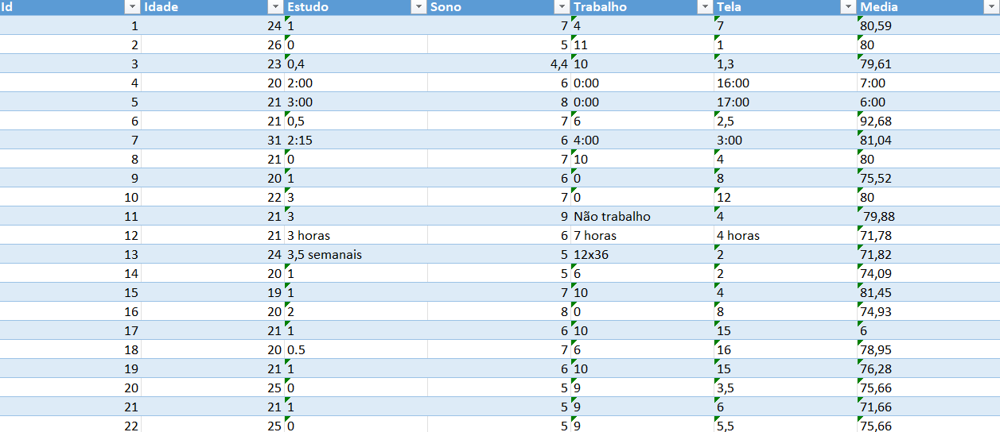 Id Idade Estudo Sono Trabalho Tela Media
1 24 1 7 4 7 80,59
2 26 0 5 11 1 80
3 23 0,4 4,4 10 1,3 79,61
4 20 2:00 6 0:00 16:00 7:00
5 21 3:00 8 0:00 17:00 6:00
6 21 0,5 7 6 2,5 92,68
7 31 2:15 6 4:00 3:00 81,04
8 21 0 7 10 4 80
9 20 1 6 0 8 75,52
10 22 3 7 0 12 80
11 21 3 9 Não trabalho 4 79,88
12 21 3 horas 6 7 horas 4 horas 71,78
13 24 3,5 semanais 5 12x36 2 71,82
14 20 1 5 6 2 74,09
15 19 1 7 10 4 81,45
16 20 2 8 0 8 74,93
17 21 1 6 10 15 6
18 20 0.5 7 6 16 78,95
19 21 1 6 10 15 76,28
20 25 0 5 9 3,5 75,66
21 21 1 5 9 6 71,66
22 25 0 5 9 5,5 75,66